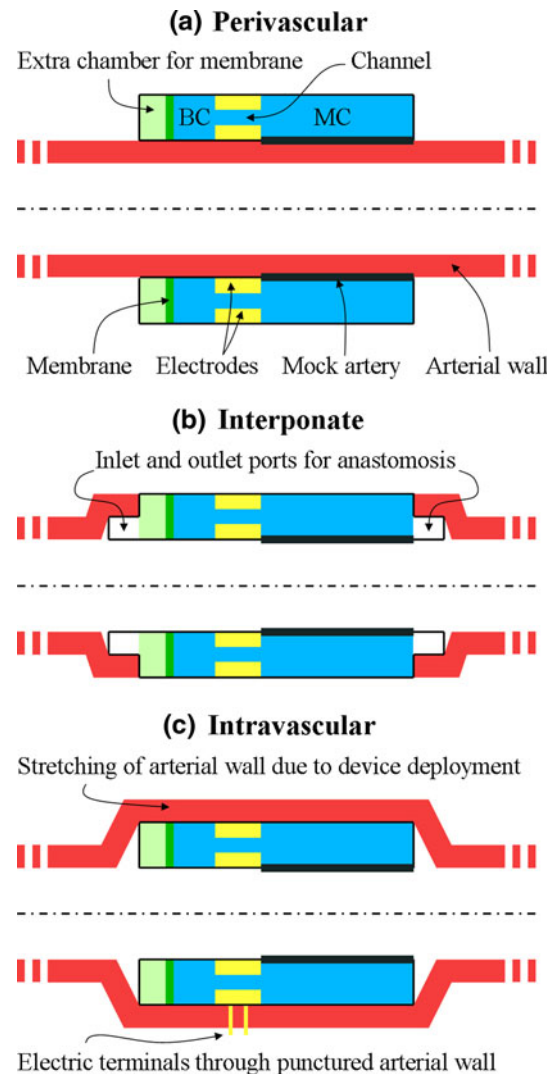 (a) Perivascular
Extra chamber for membrane
Channel
BC
MC
Membrane
Electrodes
Mock artery
Arterial wall
(b) Interponate
Inlet and outlet ports for anastomosis
(c) Intravascular
Stretching of arterial wall due to device deployment
Electric terminals through punctured arterial wall